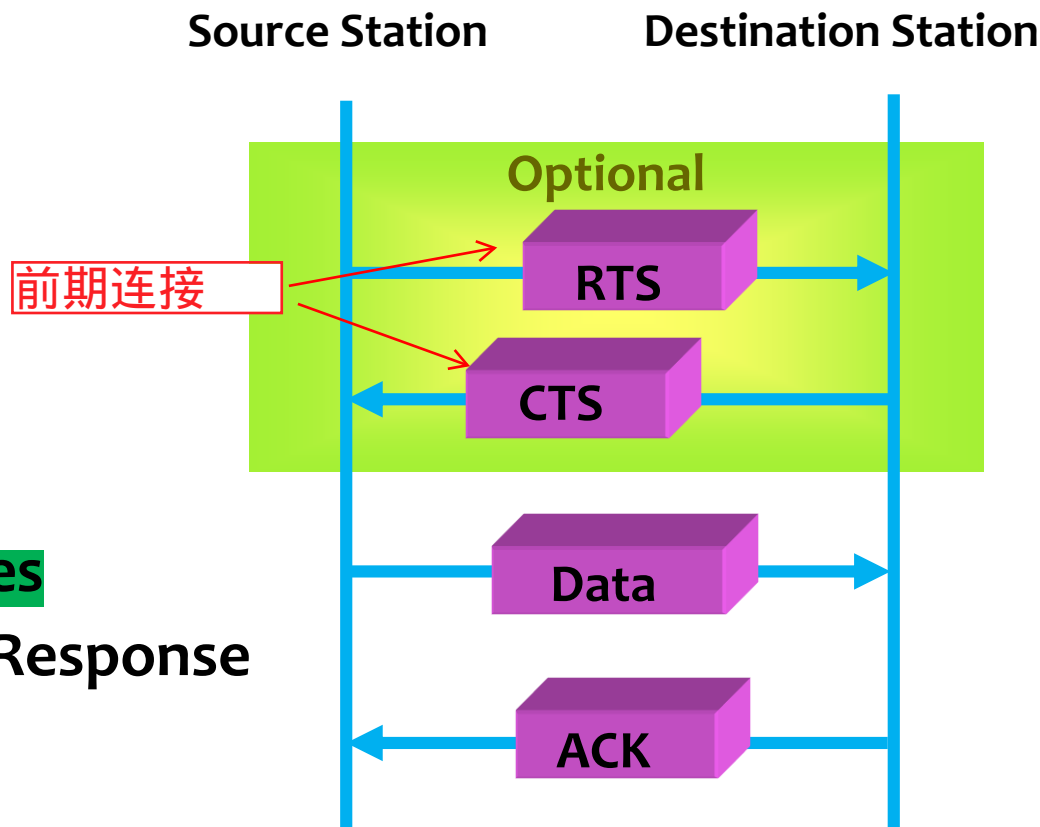 Source Station
Destination Station
Optional
RTS
前期连接
CTS
es
Data
Response
ACK